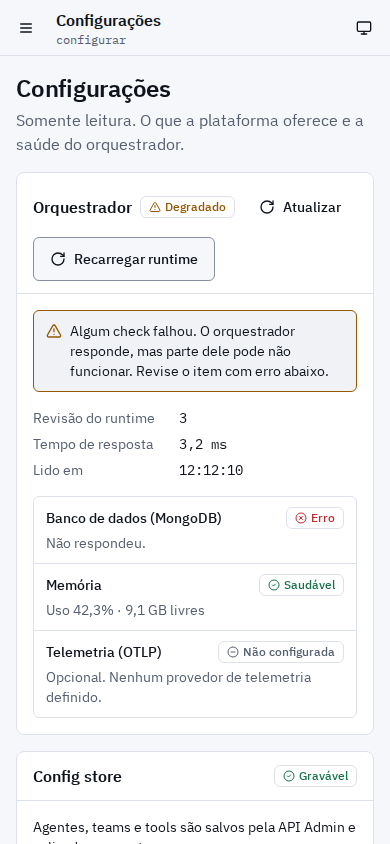 Configurações
configurar
Configurações
Somente leitura. O que a plataforma oferece e a
saúde do orquestrador.
Orquestrador
Degradado
Atualizar
Recarregar runtime
Algum check falhou. O orquestrador
responde, mas parte dele pode não
funcionar. Revise o item com erro abaixo.
Revisão do runtime 3
Tempo de resposta 3,2 ms
Lido em 12:12:10
Banco de dados (MongoDB)
Erro
Não respondeu.
Memória
Saudável
Uso 42,3% · 9,1 GB livres
Telemetria (OTLP)
Não configurada
Opcional. Nenhum provedor de telemetria
definido.
Config store
Gravável
Agentes, teams e tools são salvos pela API Admin e